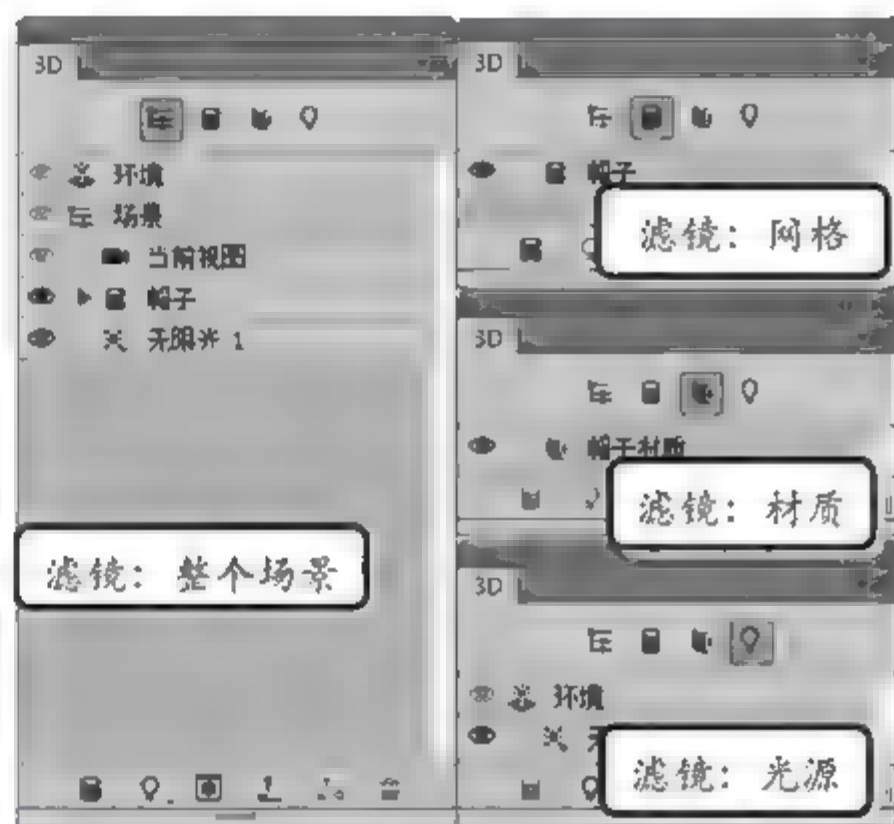 3D
环境
场景
当前视图
帽子
无限光 1
滤镜：整个场景
3D
帽子
滤镜：网格
3D
帽子材质
滤镜：材质
3D
环境
无
滤镜：光源